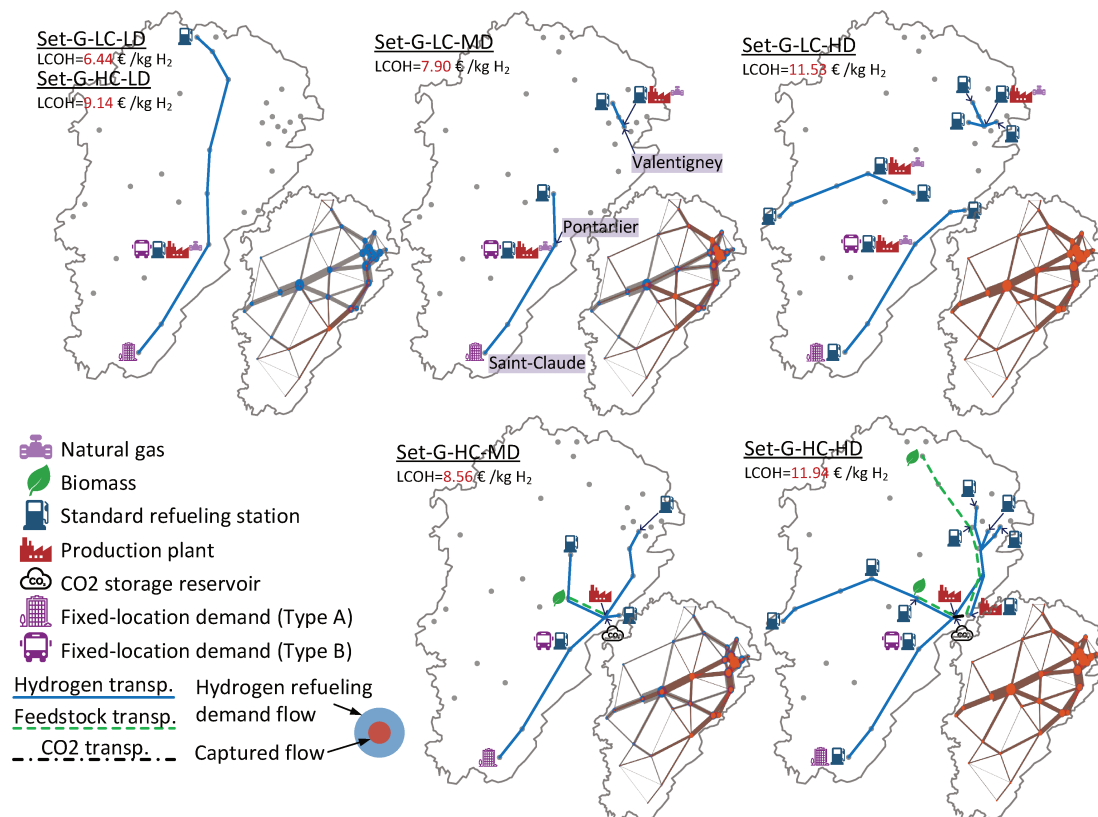 Set-G-LC-LD
LCOH=6.44 € /kg H₂
Set-G-HC-LD
LCOH=9.14 € /kg H₂
Set-G-LC-MD
LCOH=7.90 € /kg H₂
Valentigney
Pontarlier
Saint-Claude
Set-G-LC-HD
LCOH=11.53 € /kg H₂
Natural gas
Biomass
Standard refueling station
Production plant
CO2 storage reservoir
Fixed-location demand (Type A)
Fixed-location demand (Type B)
Hydrogen transp.
Feedstock transp.
CO2 transp.
Hydrogen refueling
demand flow
Captured flow
Set-G-HC-MD
LCOH=8.56 € /kg H₂
CO₂
Set-G-HC-HD
LCOH=11.94 € /kg H₂
CO₂
CO₂